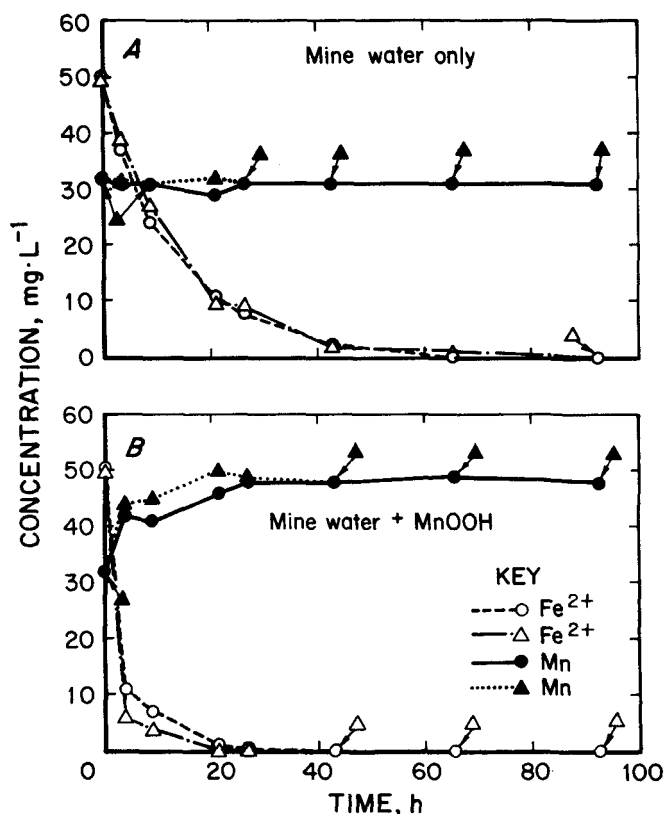 60
A
Mine water only
50
40
30
20
10
0
CONCENTRATION, mg·L⁻¹
60
B
50
Mine water + MnOOH
40
KEY
30
Fe²⁺
Fe²⁺
20
Mn
10
Mn
0 20 40 60 80 100
TIME, h